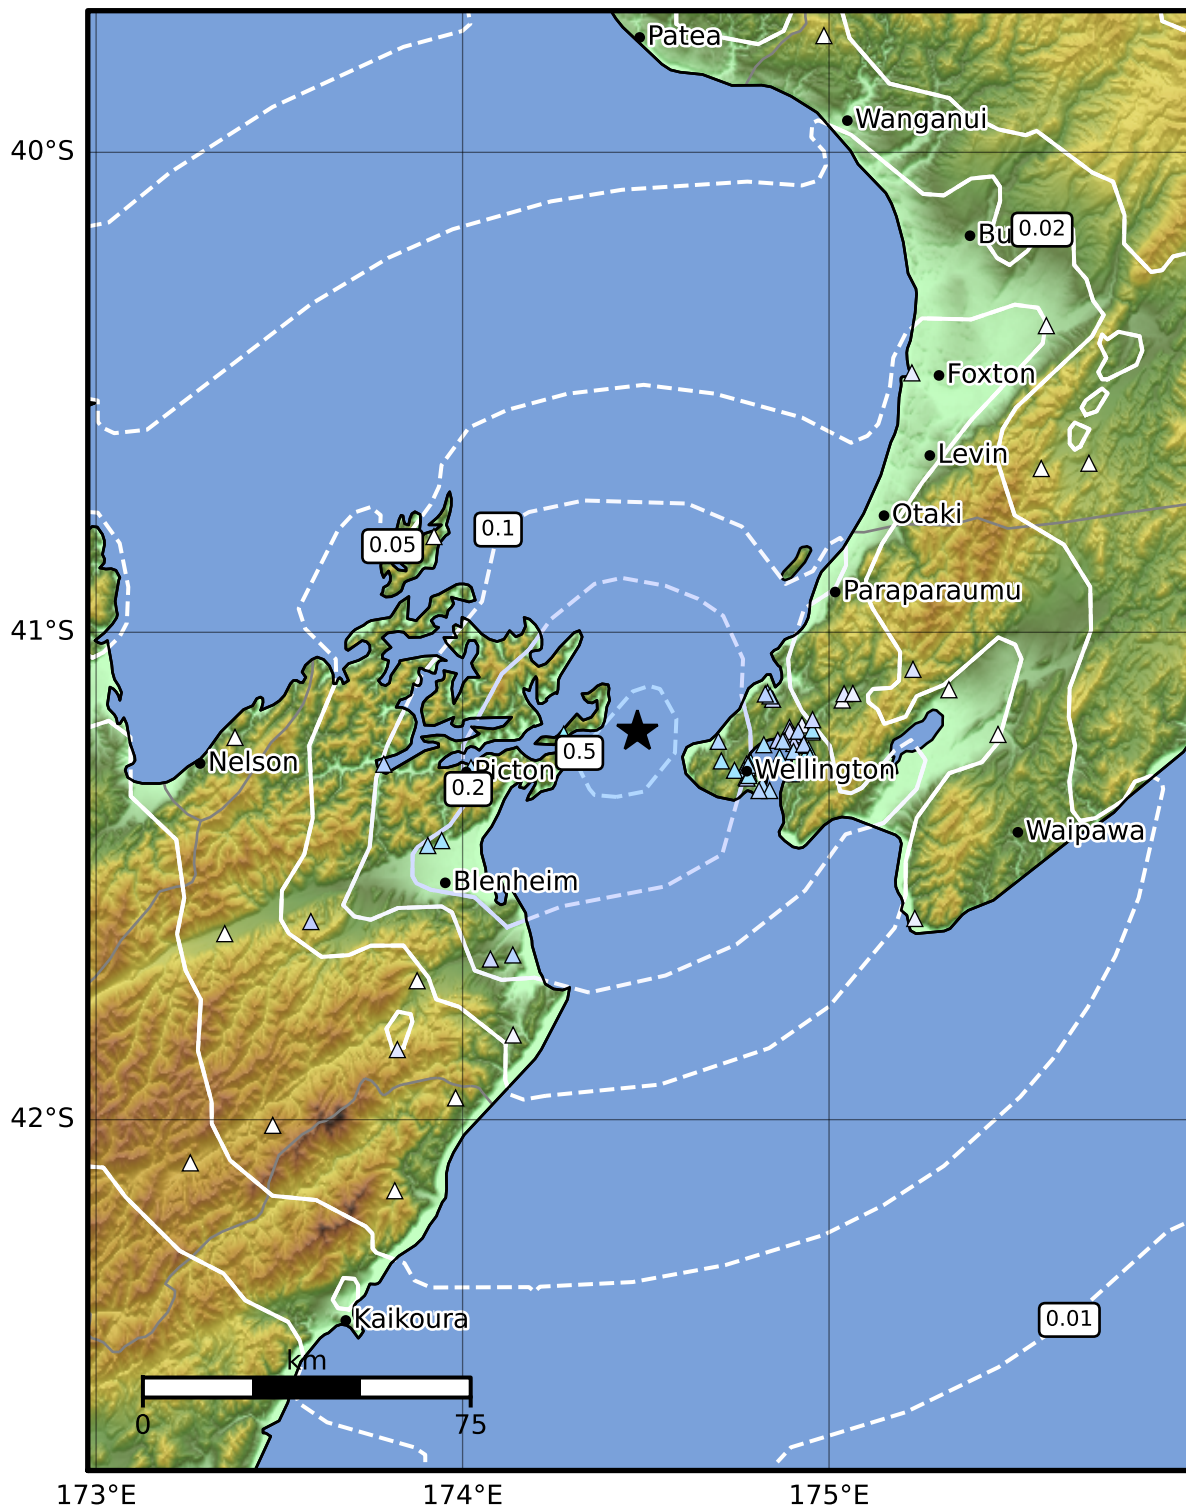 Patea
Wanganui
40°S
Bu
0.02
Foxton
Levin
Otaki
0.1
0.05
Paraparaumu
41°S
Nelson
0.5
Picton
0.2
Wellington
Waipawa
Blenheim
42°S
Kaikoura
0.01
km
0
75
173°E
174°E
175°E